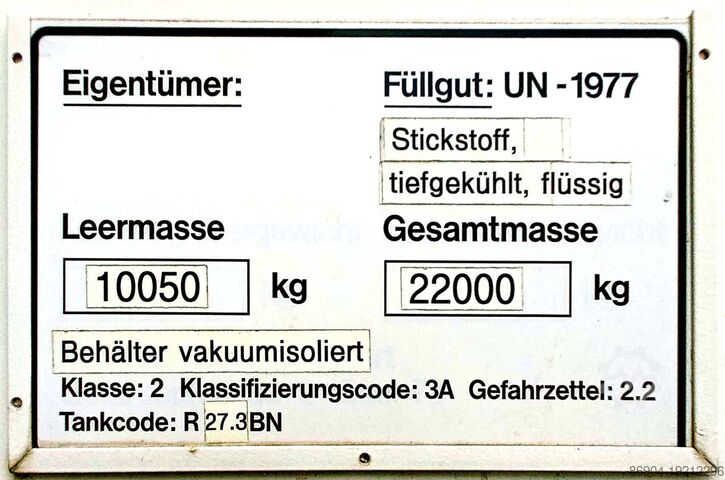 Eigentümer:
Füllgut: UN - 1977
Stickstoff,
tiefgekühlt, flüssig
Leermasse
10050 kg
Gesamtmasse
22000 kg
Behälter vakuumisoliert
Klasse: 2 Klassifizierungscode: 3A Gefahrzettel: 2.2
Tankcode: R 27.3 BN